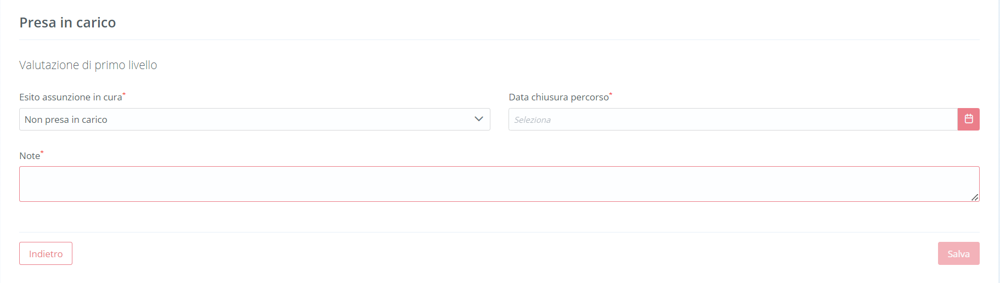 Presa in carico
Valutazione di primo livello
Esito assunzione in cura*
Data chiusura percorso*
Non presa in carico
Seleziona
Note*
Indietro
Salva